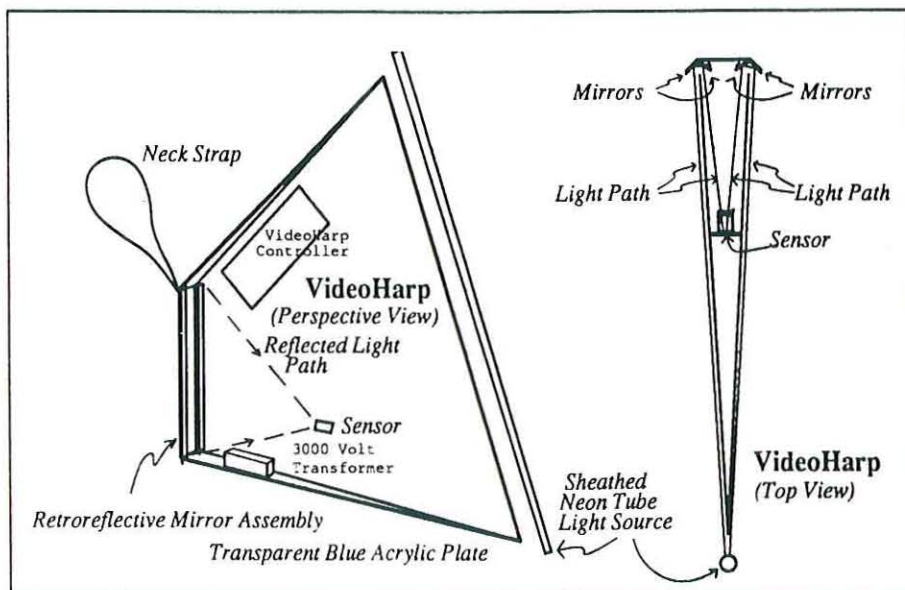 Neck Strap
VideoHarp
Controller
VideoHarp
(Perspective View)
Reflected Light
Path
Sensor
3000 Volt
Transformer
Retroreflective Mirror Assembly
Transparent Blue Acrylic Plate
Sheathed
Neon Tube
Light Source
Mirrors
Mirrors
Light Path
Light Path
Sensor
VideoHarp
(Top View)